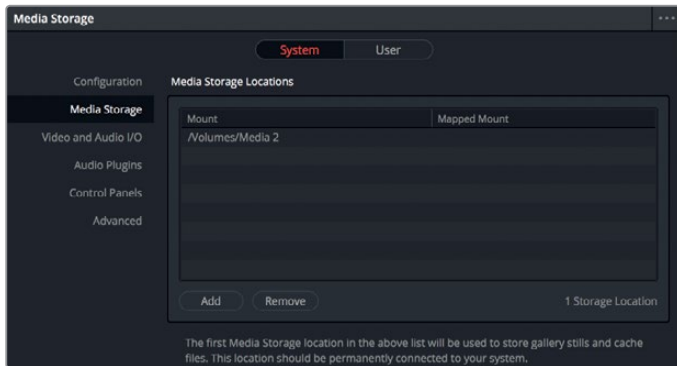 Media Storage
System User
Configuration
Media Storage
Video and Audio I/O
Audio Plugins
Control Panels
Advanced
Media Storage Locations
Mount Mapped Mount
/Volumes/Media 2
Add Remove 1 Storage Location
The first Media Storage location in the above list will be used to store gallery stills and cache
files. This location should be permanently connected to your system.